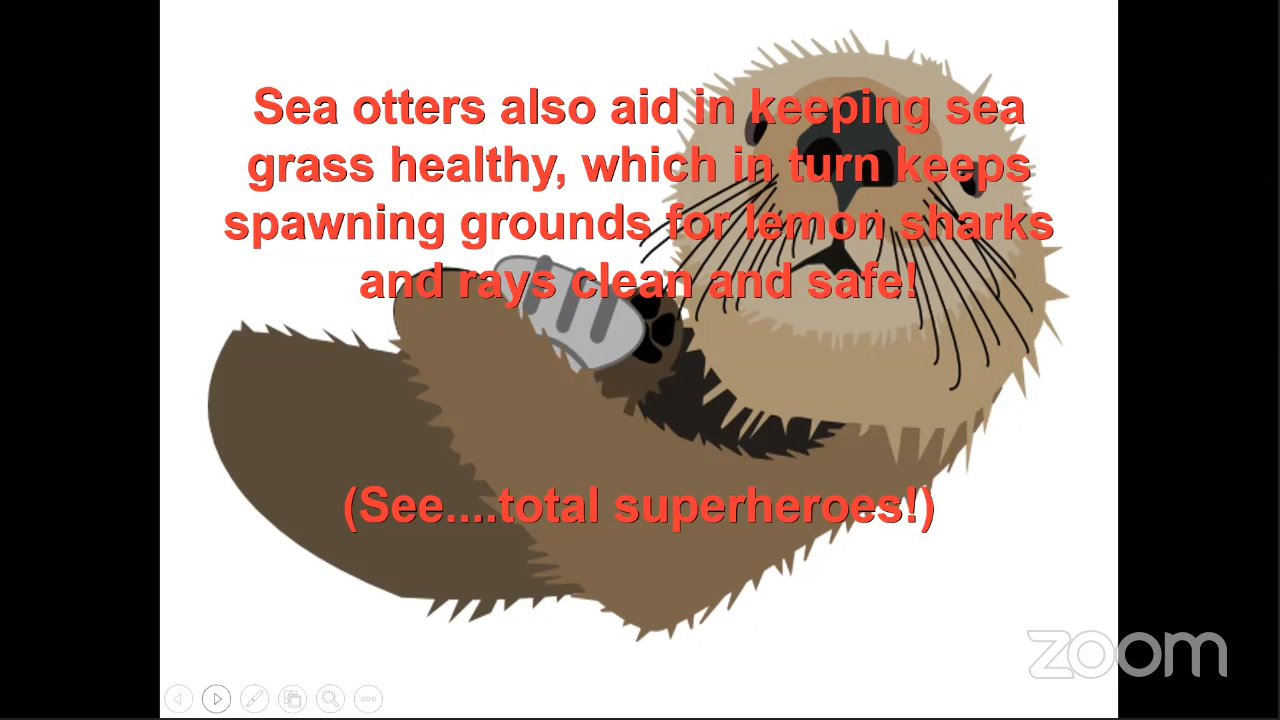 Sea otters also aid in keeping sea
grass healthy, which in turn keeps
spawning grounds for lemon sharks
and rays clean and safe!
(See....total superheroes!)
zoom